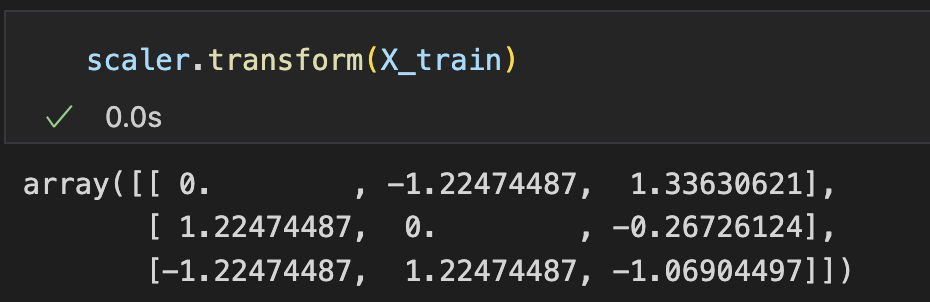 scaler.transform(X_train)
✓ 0.0s
array([[ 0.        , -1.22474487,  1.33630621],
       [ 1.22474487,  0.        , -0.26726124],
       [-1.22474487,  1.22474487, -1.06904497]])